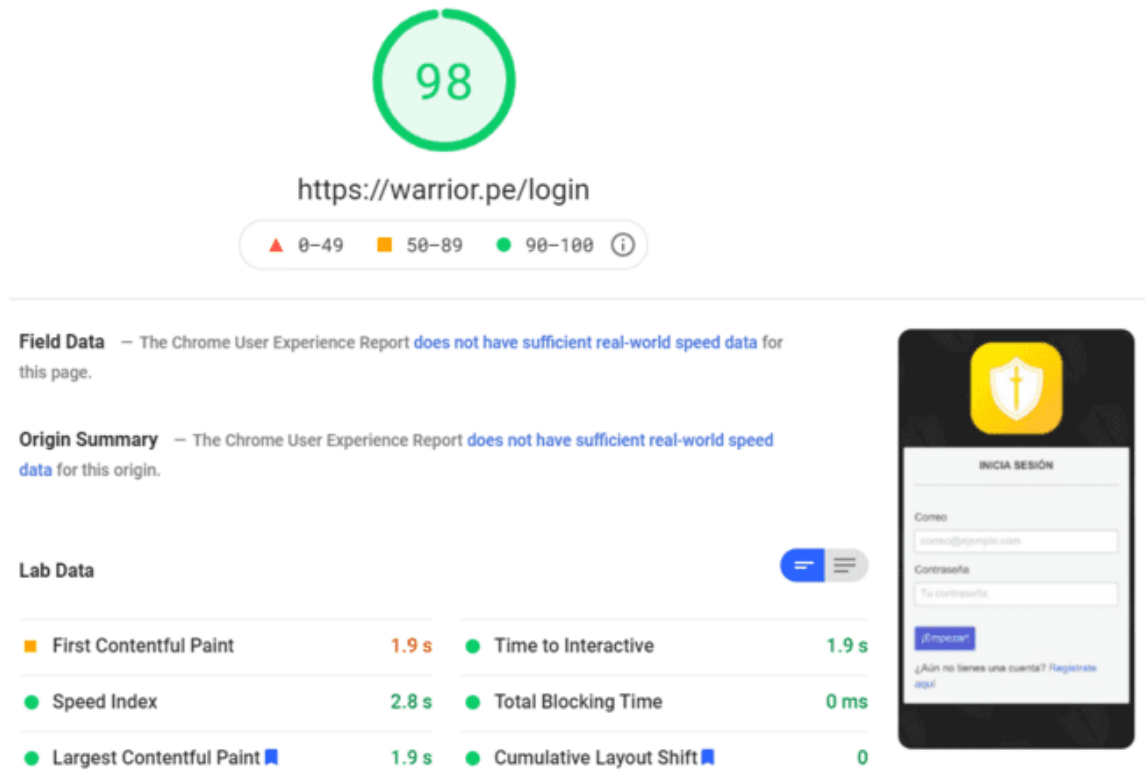 98
https://warrior.pe/login
0–49 50–89 90–100
Field Data — The Chrome User Experience Report does not have sufficient real-world speed data for
this page.
Origin Summary — The Chrome User Experience Report does not have sufficient real-world speed
data for this origin.
Lab Data
First Contentful Paint 1.9 s
Time to Interactive 1.9 s
Speed Index 2.8 s
Total Blocking Time 0 ms
Largest Contentful Paint 1.9 s
Cumulative Layout Shift 0
INICIA SESIÓN
Correo
correo@ejemplo.com
Contraseña
Tu contraseña
¡Empezar!
¿Aún no tienes una cuenta? Regístrate
aquí